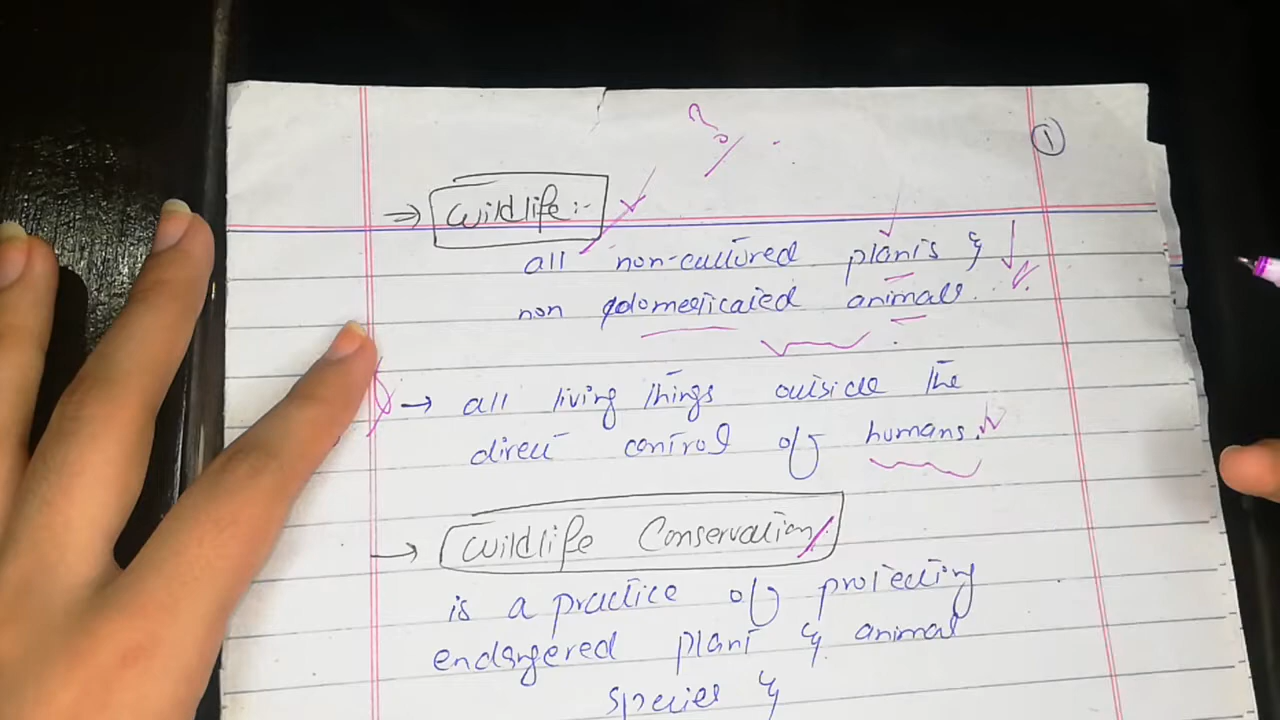 ①
→ Wildlife:-
all non-cultured plants &
non domesticated animals.
→ all living things outside the
direct control of humans.
→ Wildlife Conservation
is a practice of protecting
endangered plant & animal
species &